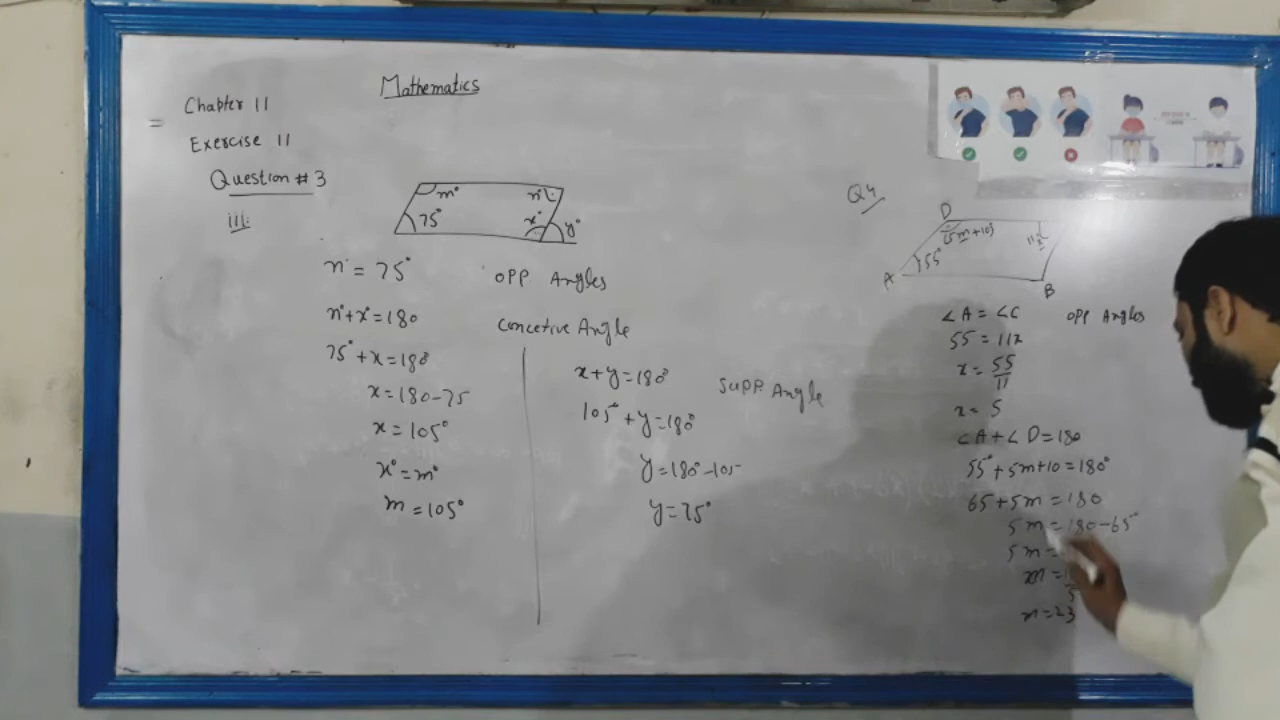 Mathematics
Chapter 11
=
Exercise 11
Question # 3
iii.
m°
n°
75°
x°
y°
n° = 75° opp Angles
n° + x° = 180 concetive Angle
75° + x = 180
x = 180 - 75
x = 105°
x° = m°
m = 105°
x + y = 180° Supp. Angle
105° + y = 180°
y = 180° - 105
y = 75°
Q4
D
(5m+10)
11x
55°
A
B
∠A = ∠C opp Angles
55 = 11x
x = 55/11
x = 5
∠A + ∠D = 180
55° + 5m + 10 = 180°
65 + 5m = 180
5m = 180 - 65°
5m =
m =
5
m = 23